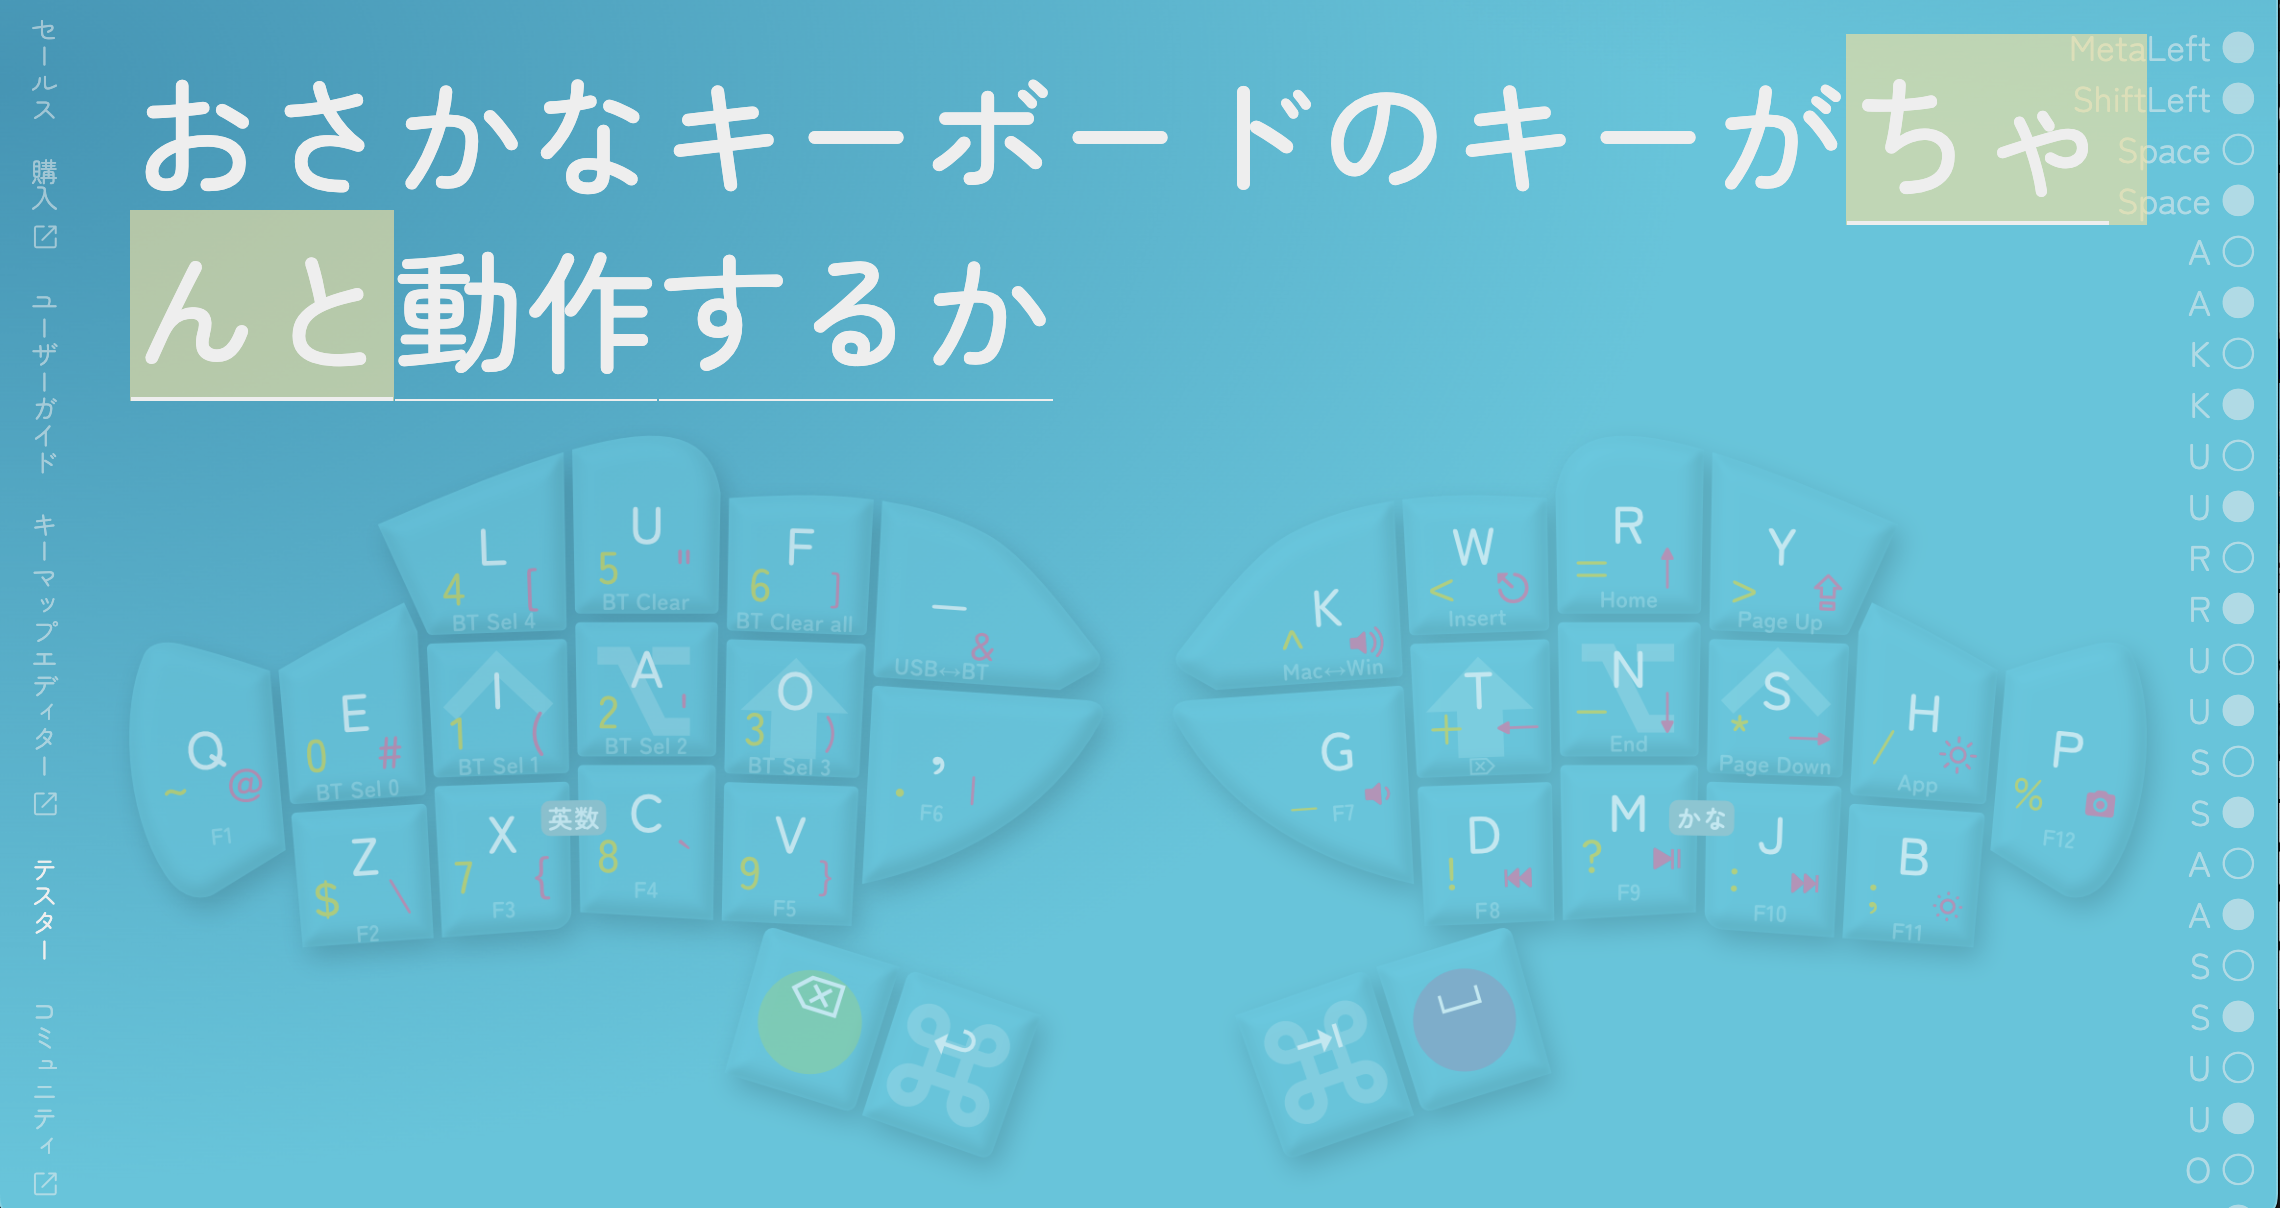 おさかなキーボードのキーがちゃ
んと動作するか
セールス
購入
ユーザーガイド
キーマップエディター
テスター
コミュニティ
MetaLeft
ShiftLeft
Space
Space
A
A
K
K
U
U
R
R
U
U
S
S
A
A
S
S
U
U
O
Q
~ @
F1
E
0 #
BT Sel 0
L
4 [
BT Sel 4
U
5 "
BT Clear
F
6 ]
BT Clear all
—
&
USB↔BT
I
1 (
BT Sel 1
A
2 '
BT Sel 2
O
3 )
BT Sel 3
,
. |
F6
Z
$ \
F2
X
7 {
F3
英数
C
8 `
F4
V
9 }
F5
K
^
Mac↔Win
W
<
Insert
R
= ↑
Home
Y
>
Page Up
G
_
F7
T
+ ←
N
− ↓
End
S
* →
Page Down
H
/
App
P
%
F12
D
!
F8
M
?
F9
かな
J
:
F10
B
;
F11